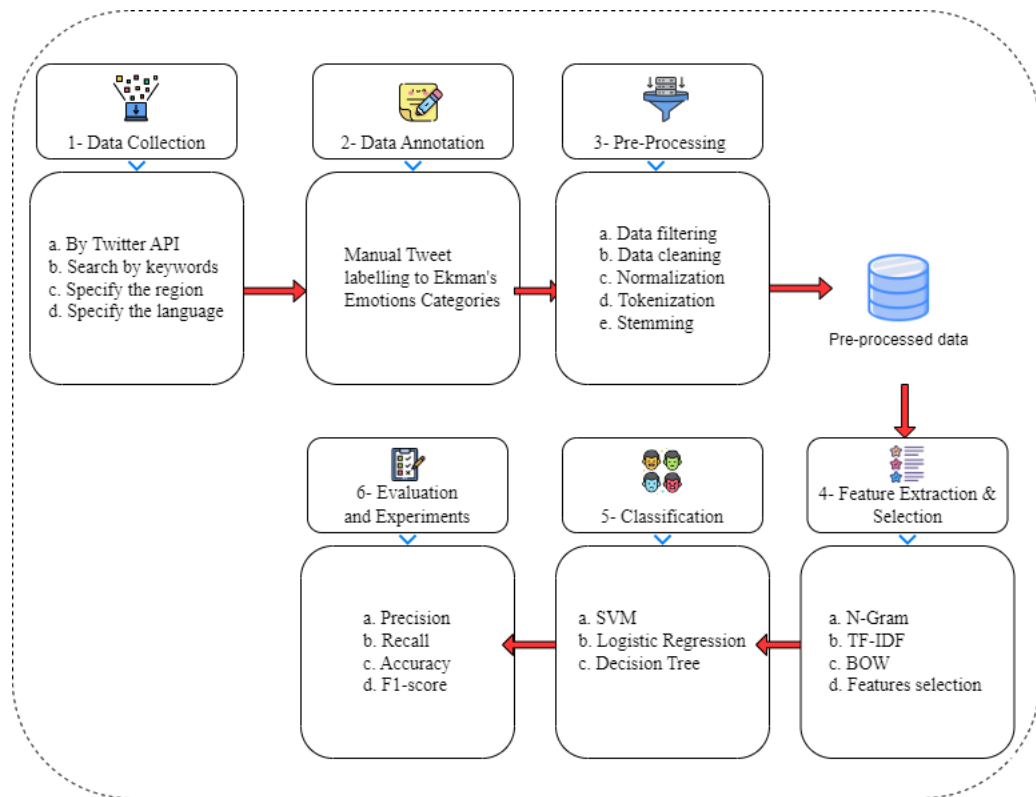 1- Data Collection
a. By Twitter API
b. Search by keywords
c. Specify the region
d. Specify the language
2- Data Annotation
Manual Tweet
labelling to Ekman's
Emotions Categories
3- Pre-Processing
a. Data filtering
b. Data cleaning
c. Normalization
d. Tokenization
e. Stemming
Pre-processed data
4- Feature Extraction &
Selection
a. N-Gram
b. TF-IDF
c. BOW
d. Features selection
5- Classification
a. SVM
b. Logistic Regression
c. Decision Tree
6- Evaluation
and Experiments
a. Precision
b. Recall
c. Accuracy
d. F1-score